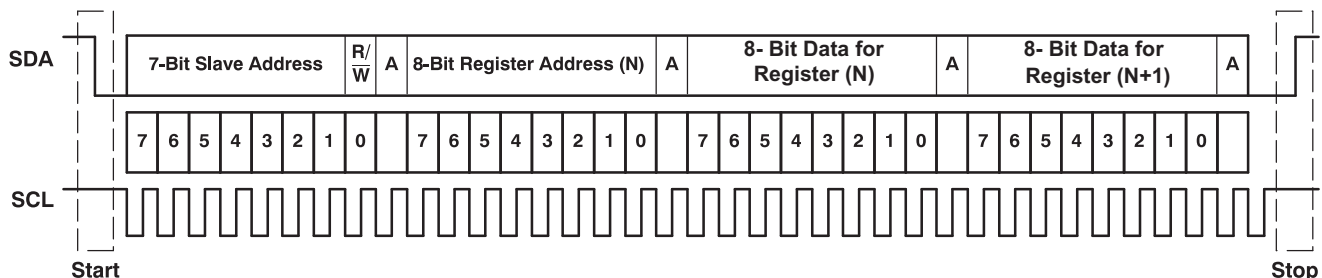 SDA
7-Bit Slave Address
R/
W
A
8-Bit Register Address (N)
A
8- Bit Data for
Register (N)
A
8- Bit Data for
Register (N+1)
A
7 6 5 4 3 2 1 0 7 6 5 4 3 2 1 0 7 6 5 4 3 2 1 0 7 6 5 4 3 2 1 0
SCL
Start
Stop